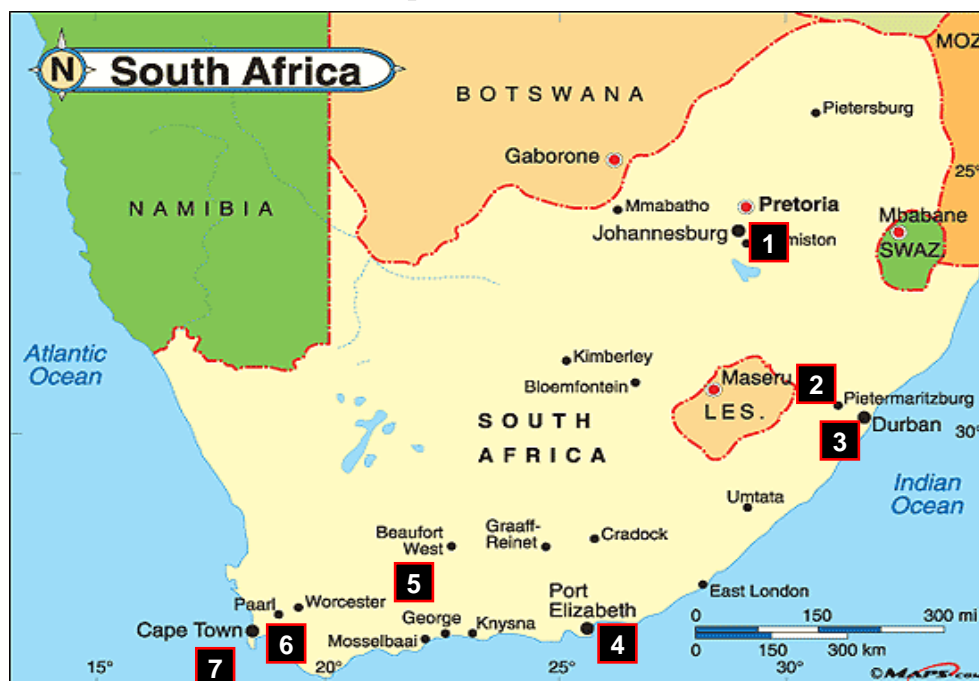 N
South Africa
MOZ
BOTSWANA
Pietersburg
Gaborone
25°
NAMIBIA
Mmabatho
Pretoria
Mbabane
Johannesburg
1
miston
SWAZ.
Atlantic
Ocean
Kimberley
Maseru
2
Bloemfontein
Pietermaritzburg
LES.
Durban
SOUTH
AFRICA
3
30°
Indian
Ocean
Umtata
Beaufort
West
Graaff-
Reinet
Cradock
5
Port
Elizabeth
East London
Paarl
Worcester
George
Knysna
0 150 300 mi
Cape Town
6
Mosselbaai
4
0 150 300 km
7
15°
20°
25°
30°
©MAPS.com